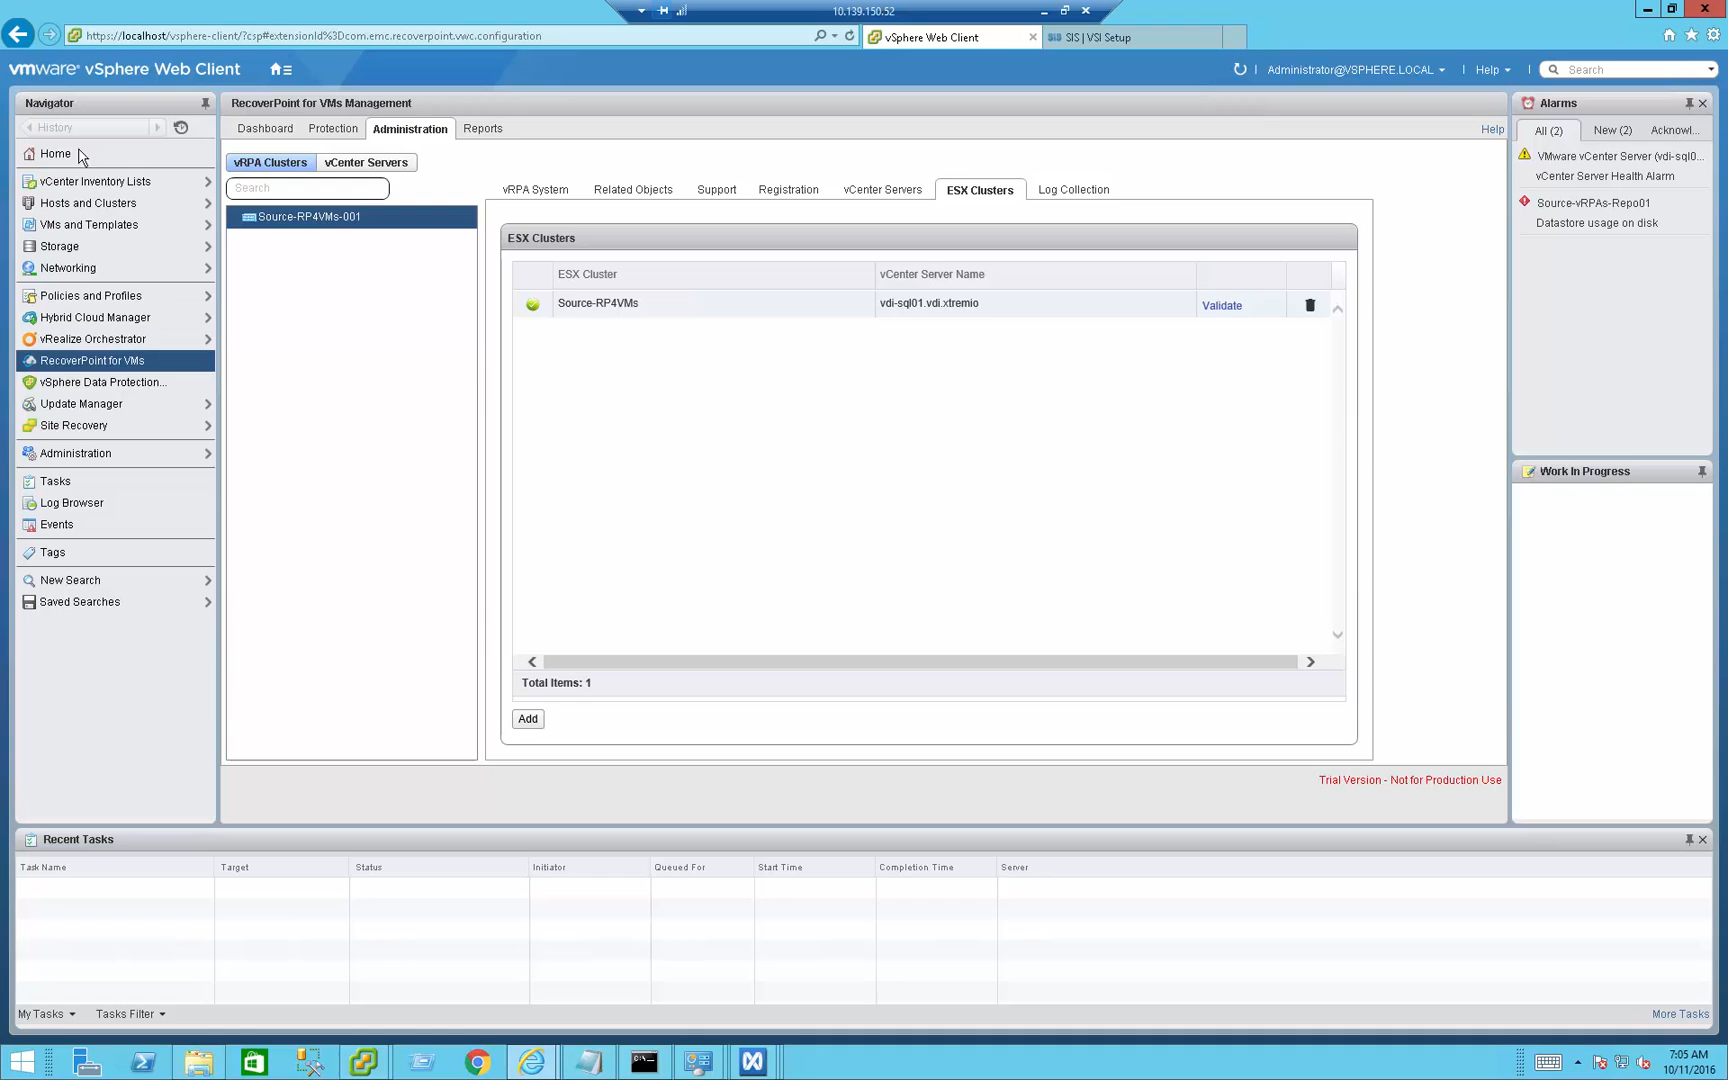 10.139.150.52
https://localhost/vsphere-client/?csp#extensionId%3Dcom.emc.recoverpoint.vwc.configuration
vSphere Web Client
SiS SIS | VSI Setup
vmware® vSphere Web Client
Administrator@VSPHERE.LOCAL
Help
Search
Navigator
History
Home
vCenter Inventory Lists
Hosts and Clusters
VMs and Templates
Storage
Networking
Policies and Profiles
Hybrid Cloud Manager
vRealize Orchestrator
RecoverPoint for VMs
vSphere Data Protection...
Update Manager
Site Recovery
Administration
Tasks
Log Browser
Events
Tags
New Search
Saved Searches
RecoverPoint for VMs Management
Dashboard Protection Administration Reports
Help
vRPA Clusters vCenter Servers
Search
Source-RP4VMs-001
vRPA System Related Objects Support Registration vCenter Servers ESX Clusters Log Collection
ESX Clusters
ESX Cluster vCenter Server Name
Source-RP4VMs vdi-sql01.vdi.xtremio Validate
Total Items: 1
Add
Trial Version - Not for Production Use
Alarms
All (2) New (2) Acknowl...
VMware vCenter Server (vdi-sql0...
vCenter Server Health Alarm
Source-vRPAs-Repo01
Datastore usage on disk
Work In Progress
Recent Tasks
Task Name Target Status Initiator Queued For Start Time Completion Time Server
My Tasks Tasks Filter
More Tasks
7:05 AM
10/11/2016